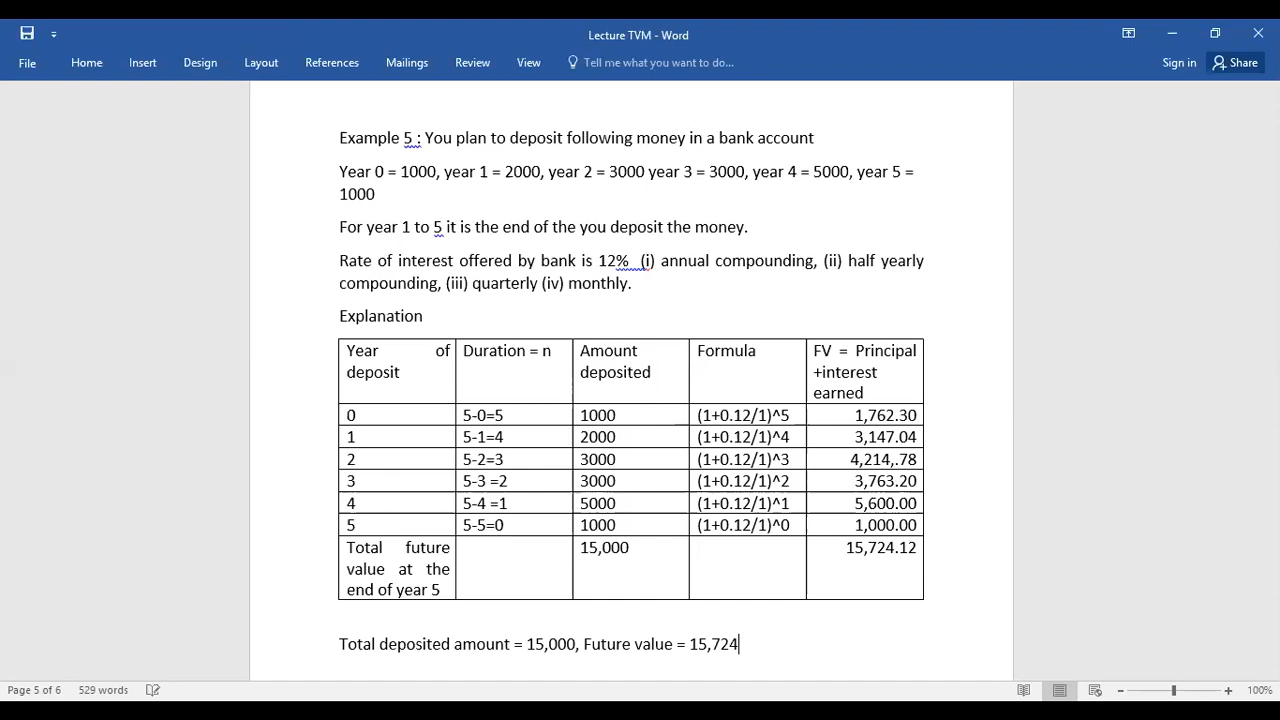 Lecture TVM - Word
File Home Insert Design Layout References Mailings Review View Tell me what you want to do... Sign in Share
Example 5 : You plan to deposit following money in a bank account
Year 0 = 1000, year 1 = 2000, year 2 = 3000 year 3 = 3000, year 4 = 5000, year 5 =
1000
For year 1 to 5 it is the end of the you deposit the money.
Rate of interest offered by bank is 12%  (i) annual compounding, (ii) half yearly
compounding, (iii) quarterly (iv) monthly.
Explanation
Year of deposit Duration = n Amount deposited Formula FV = Principal +interest earned
0 5-0=5 1000 (1+0.12/1)^5 1,762.30
1 5-1=4 2000 (1+0.12/1)^4 3,147.04
2 5-2=3 3000 (1+0.12/1)^3 4,214,.78
3 5-3 =2 3000 (1+0.12/1)^2 3,763.20
4 5-4 =1 5000 (1+0.12/1)^1 5,600.00
5 5-5=0 1000 (1+0.12/1)^0 1,000.00
Total future value at the end of year 5 15,000 15,724.12
Total deposited amount = 15,000, Future value = 15,724
Page 5 of 6 529 words 100%